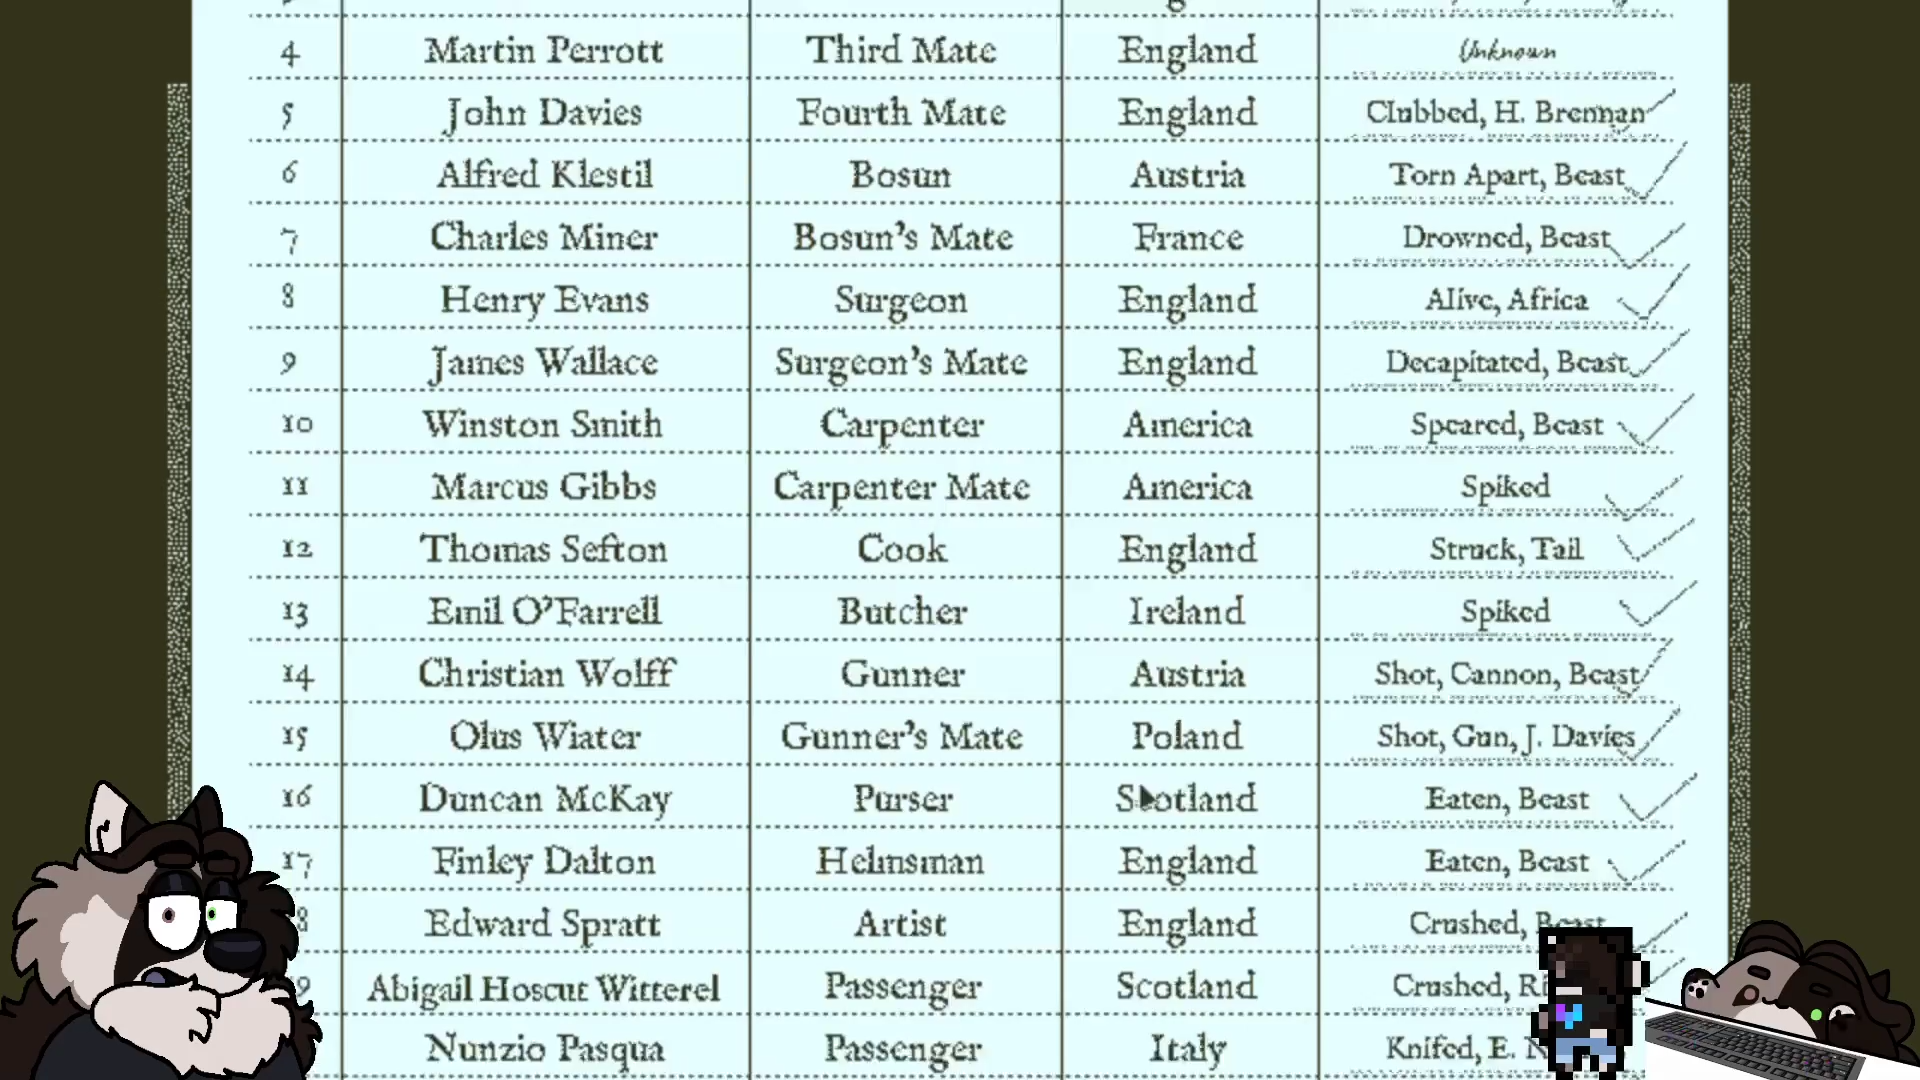 4 Martin Perrott Third Mate England Unknown
5 John Davies Fourth Mate England Clubbed, H. Brennan
6 Alfred Klestil Bosun Austria Torn Apart, Beast
7 Charles Miner Bosun's Mate France Drowned, Beast
8 Henry Evans Surgeon England Alive, Africa
9 James Wallace Surgeon's Mate England Decapitated, Beast
10 Winston Smith Carpenter America Speared, Beast
11 Marcus Gibbs Carpenter Mate America Spiked
12 Thomas Sefton Cook England Struck, Tail
13 Emil O'Farrell Butcher Ireland Spiked
14 Christian Wolff Gunner Austria Shot, Cannon, Beast
15 Olus Wiater Gunner's Mate Poland Shot, Gun, J. Davies
16 Duncan McKay Purser Scotland Eaten, Beast
17 Finley Dalton Helmsman England Eaten, Beast
8 Edward Spratt Artist England Crushed, Beast
9 Abigail Hoscut Witterel Passenger Scotland Crushed,
Nunzio Pasqua Passenger Italy Knifed, E.